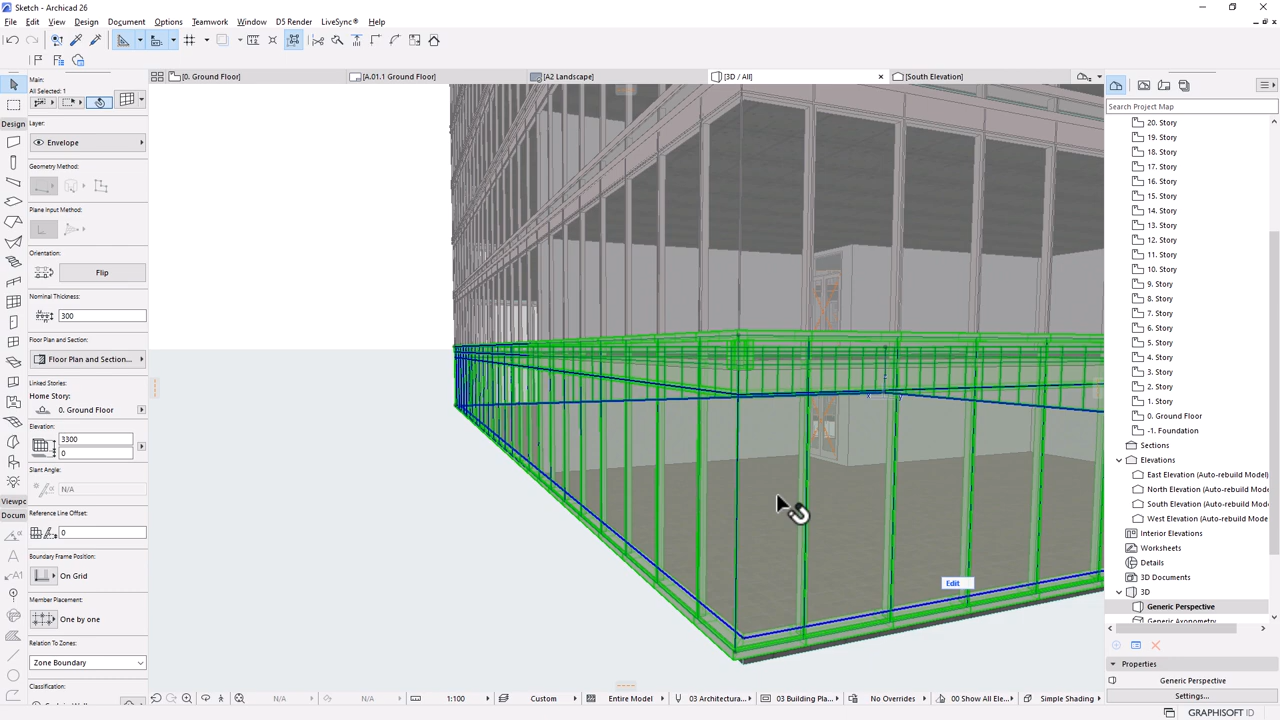 Sketch - Archicad 26
File Edit View Design Document Options Teamwork Window D5 Render LiveSync® Help
[0. Ground Floor]
[A.01.1 Ground Floor]
[A2 Landscape]
[3D / All]
[South Elevation]
Main:
All Selected: 1
Design
Layer:
Envelope
Geometry Method:
Plane Input Method:
Orientation:
Flip
Nominal Thickness:
300
Floor Plan and Section:
Floor Plan and Section...
Linked Stories:
Home Story:
0. Ground Floor
Elevation:
3300
0
Slant Angle:
N/A
Viewpc
Docum
Reference Line Offset:
0
Boundary Frame Position:
On Grid
Member Placement:
One by one
Relation To Zones:
Zone Boundary
Classification:
Edit
N/A
N/A
1:100
Custom
Entire Model
03 Architectura...
03 Building Pla...
No Overrides
00 Show All Ele...
Simple Shading
Search Project Map
20. Story
19. Story
18. Story
17. Story
16. Story
15. Story
14. Story
13. Story
12. Story
11. Story
10. Story
9. Story
8. Story
7. Story
6. Story
5. Story
4. Story
3. Story
2. Story
1. Story
0. Ground Floor
-1. Foundation
Sections
Elevations
East Elevation (Auto-rebuild Model)
North Elevation (Auto-rebuild Mode
South Elevation (Auto-rebuild Mode
West Elevation (Auto-rebuild Mode
Interior Elevations
Worksheets
Details
3D Documents
3D
Generic Perspective
Generic Axonometry
Properties
Generic Perspective
Settings...
GRAPHISOFT ID